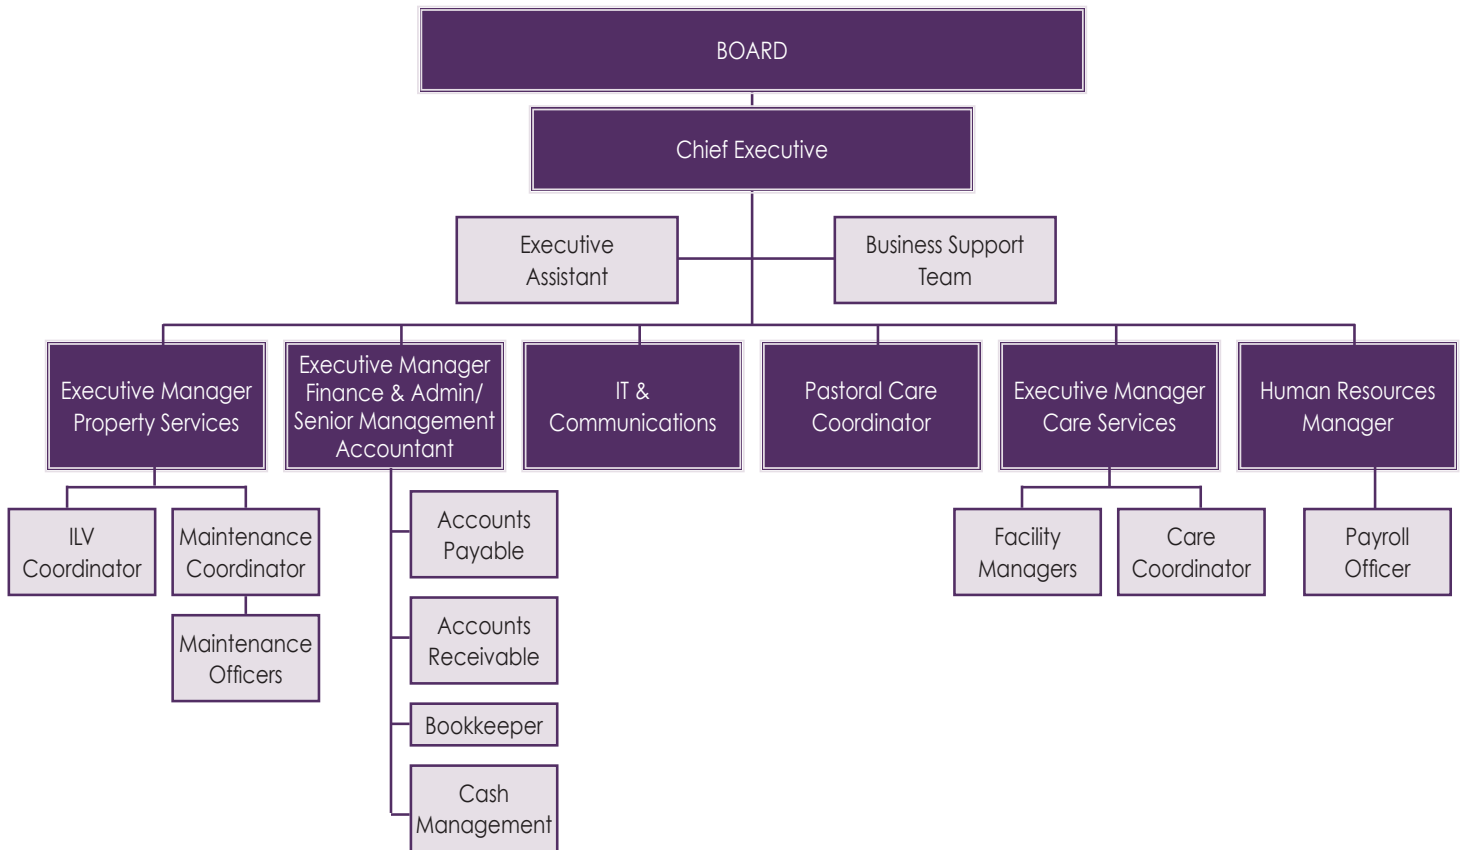 BOARD
Chief Executive
Executive
Assistant
Business Support
Team
Executive Manager
Property Services
Executive Manager
Finance & Admin/
Senior Management
Accountant
IT &
Communications
Pastoral Care
Coordinator
Executive Manager
Care Services
Human Resources
Manager
ILV
Coordinator
Maintenance
Coordinator
Maintenance
Officers
Accounts
Payable
Accounts
Receivable
Bookkeeper
Cash
Management
Facility
Managers
Care
Coordinator
Payroll
Officer